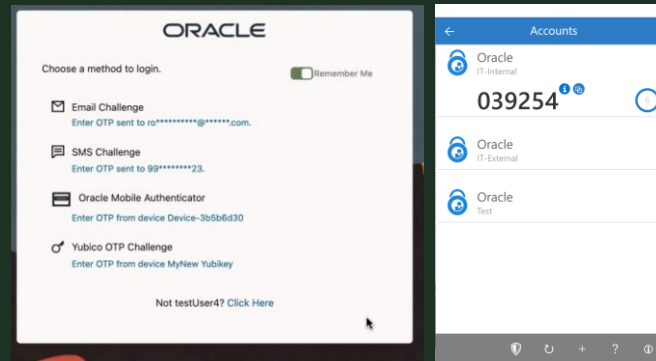 ORACLE
Choose a method to login.
Remember Me
Email Challenge
Enter OTP sent to ro**********@******.com.
SMS Challenge
Enter OTP sent to 99********23.
Oracle Mobile Authenticator
Enter OTP from device Device-3b5b6d30
Yubico OTP Challenge
Enter OTP from device MyNew Yubikey
Not testUser4? Click Here
Accounts
Oracle
IT-Internal
039254
Oracle
IT-External
Oracle
Test